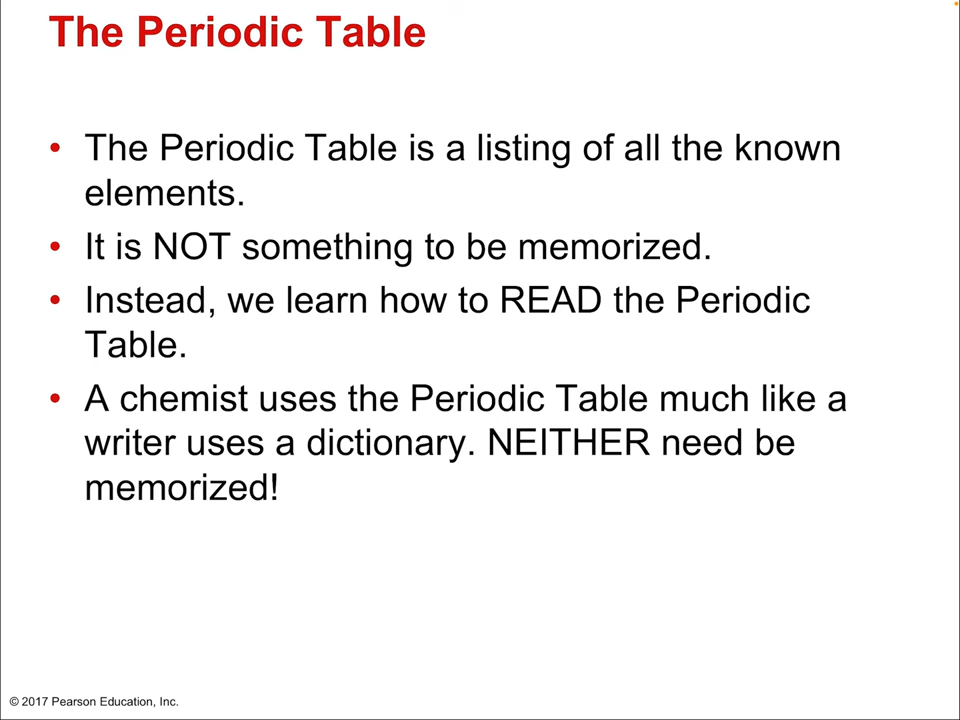 The Periodic Table
• The Periodic Table is a listing of all the known
elements.
• It is NOT something to be memorized.
• Instead, we learn how to READ the Periodic
Table.
• A chemist uses the Periodic Table much like a
writer uses a dictionary. NEITHER need be
memorized!
© 2017 Pearson Education, Inc.